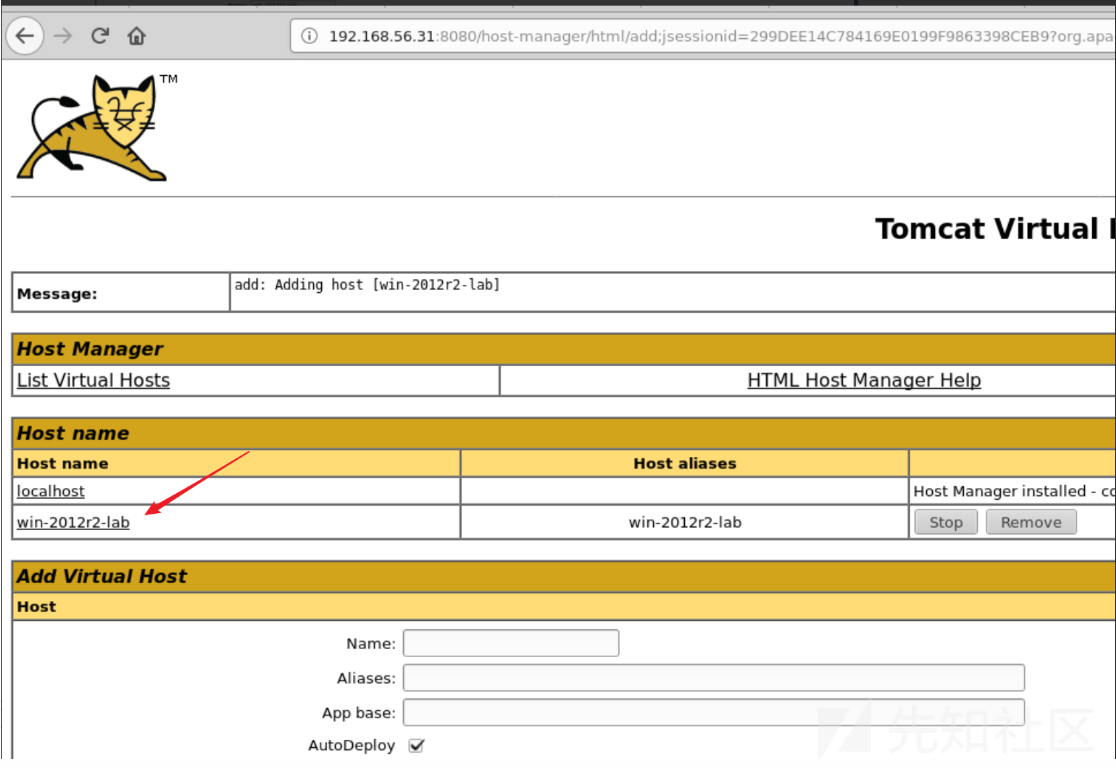 192.168.56.31:8080/host-manager/html/add;jsessionid=299DEE14C784169E0199F9863398CEB9?org.apa
TM
Tomcat Virtual
Message:
add: Adding host [win-2012r2-lab]
Host Manager
List Virtual Hosts
HTML Host Manager Help
Host name
Host name
Host aliases
localhost
Host Manager installed - co
win-2012r2-lab
win-2012r2-lab
Stop
Remove
Add Virtual Host
Host
Name:
Aliases:
App base:
AutoDeploy
先知社区